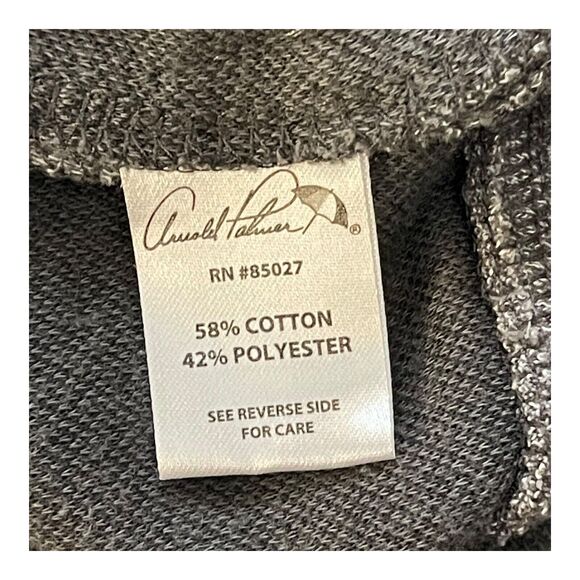 Arnold Palmer ®
RN #85027
58% COTTON
42% POLYESTER
SEE REVERSE SIDE
FOR CARE